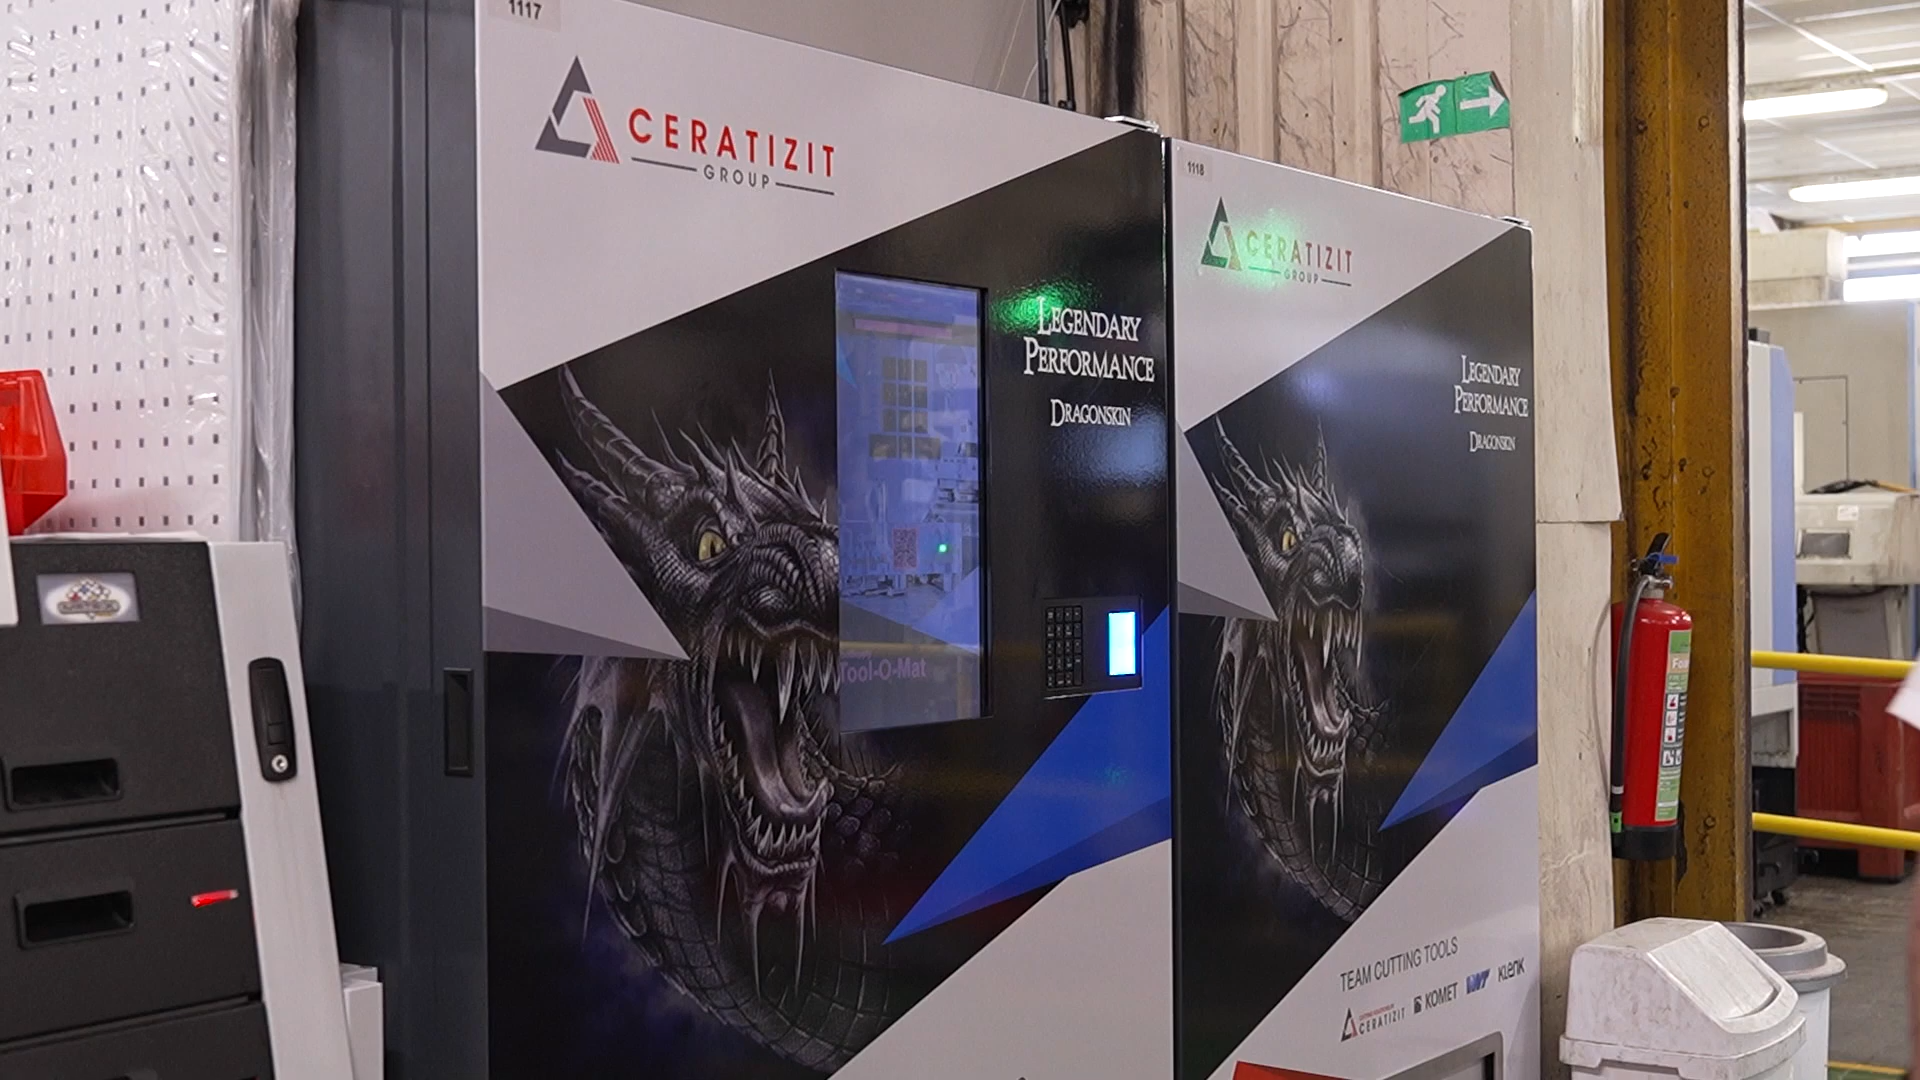 1117
CERATIZIT
GROUP
LEGENDARY
PERFORMANCE
DRAGONSKIN
Tool-O-Mat
1118
CERATIZIT
GROUP
LEGENDARY
PERFORMANCE
DRAGONSKIN
TEAM CUTTING TOOLS
CERATIZIT
KOMET
WNT
KLENK
Foam